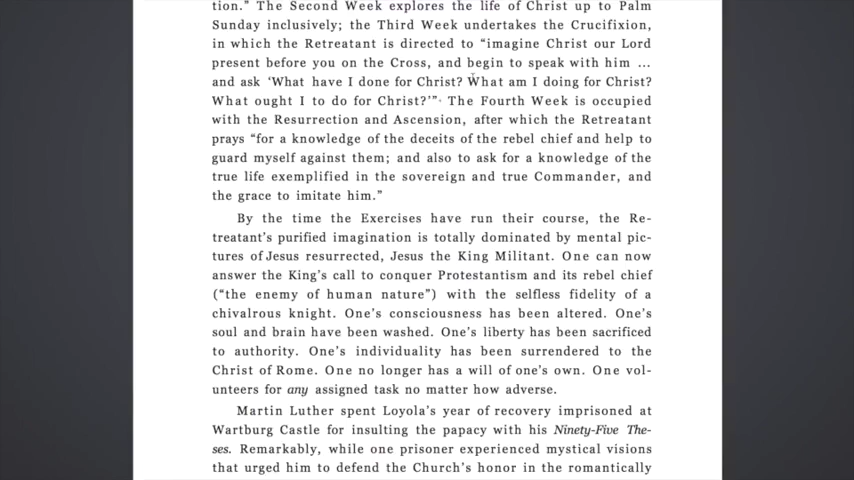 tion.” The Second Week explores the life of Christ up to Palm
Sunday inclusively; the Third Week undertakes the Crucifixion,
in which the Retreatant is directed to “imagine Christ our Lord
present before you on the Cross, and begin to speak with him ...
and ask ‘What have I done for Christ? What am I doing for Christ?
What ought I to do for Christ?’” The Fourth Week is occupied
with the Resurrection and Ascension, after which the Retreatant
prays “for a knowledge of the deceits of the rebel chief and help to
guard myself against them; and also to ask for a knowledge of the
true life exemplified in the sovereign and true Commander, and
the grace to imitate him.”
By the time the Exercises have run their course, the Re-
treatant’s purified imagination is totally dominated by mental pic-
tures of Jesus resurrected, Jesus the King Militant. One can now
answer the King’s call to conquer Protestantism and its rebel chief
(“the enemy of human nature”) with the selfless fidelity of a
chivalrous knight. One’s consciousness has been altered. One’s
soul and brain have been washed. One’s liberty has been sacrificed
to authority. One’s individuality has been surrendered to the
Christ of Rome. One no longer has a will of one’s own. One vol-
unteers for any assigned task no matter how adverse.
Martin Luther spent Loyola’s year of recovery imprisoned at
Wartburg Castle for insulting the papacy with his Ninety-Five The-
ses. Remarkably, while one prisoner experienced mystical visions
that urged him to defend the Church’s honor in the romantically